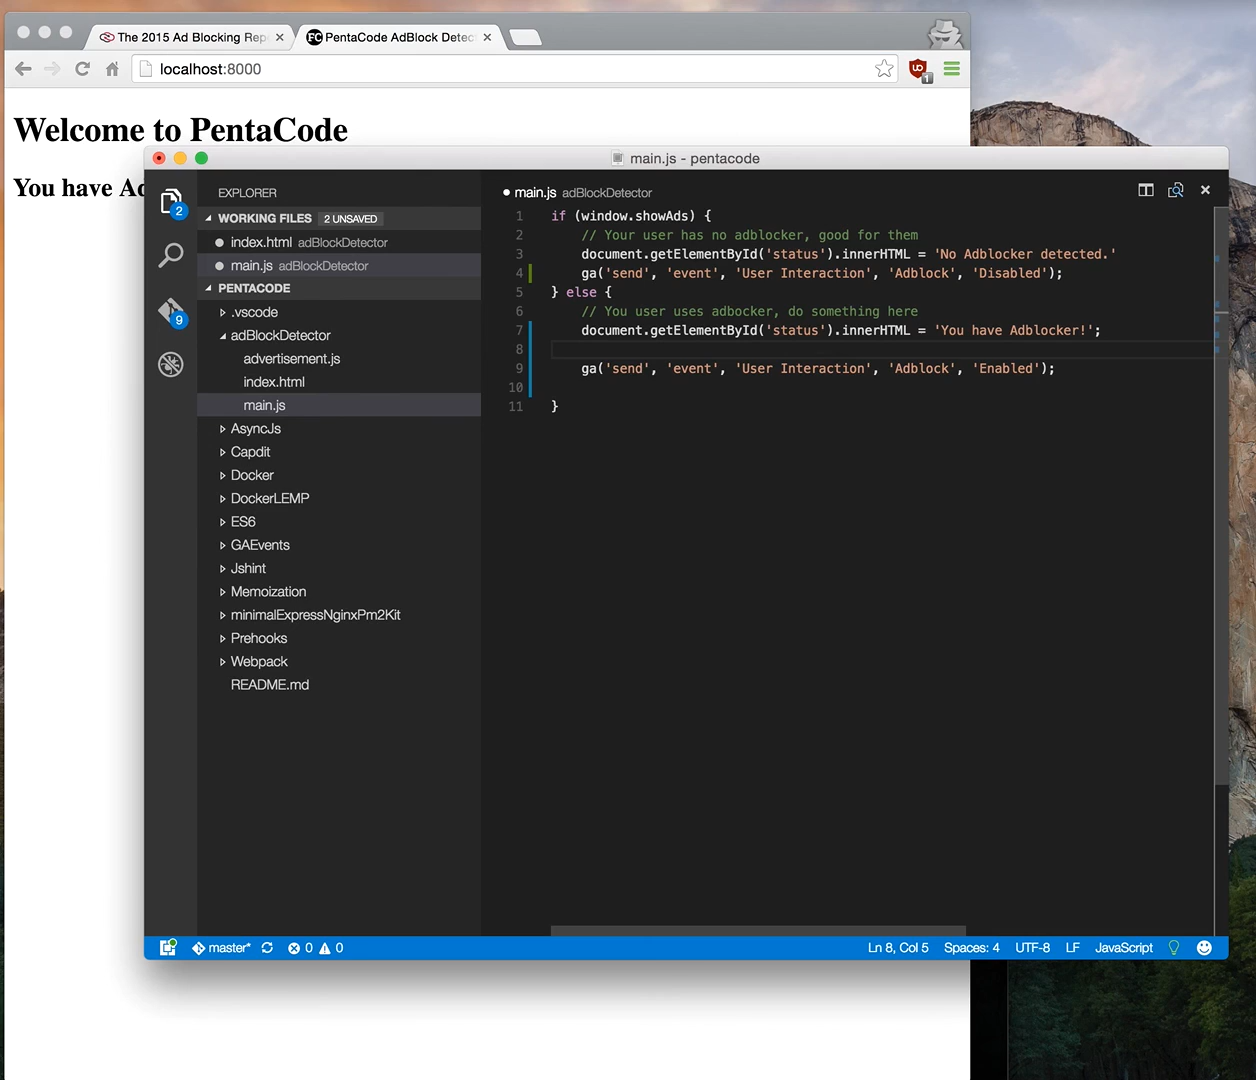 The 2015 Ad Blocking Rep
PentaCode AdBlock Detec
localhost:8000
1
Welcome to PentaCode
You have Ad
main.js - pentacode
2
9
EXPLORER
WORKING FILES 2 UNSAVED
index.html adBlockDetector
main.js adBlockDetector
PENTACODE
.vscode
adBlockDetector
advertisement.js
index.html
main.js
AsyncJs
Capdit
Docker
DockerLEMP
ES6
GAEvents
Jshint
Memoization
minimalExpressNginxPm2Kit
Prehooks
Webpack
README.md
main.js adBlockDetector
1 if (window.showAds) {
2 // Your user has no adblocker, good for them
3 document.getElementById('status').innerHTML = 'No Adblocker detected.'
4 ga('send', 'event', 'User Interaction', 'Adblock', 'Disabled');
5 } else {
6 // You user uses adbocker, do something here
7 document.getElementById('status').innerHTML = 'You have Adblocker!';
8
9 ga('send', 'event', 'User Interaction', 'Adblock', 'Enabled');
10
11 }
master* 0 0 Ln 8, Col 5 Spaces: 4 UTF-8 LF JavaScript